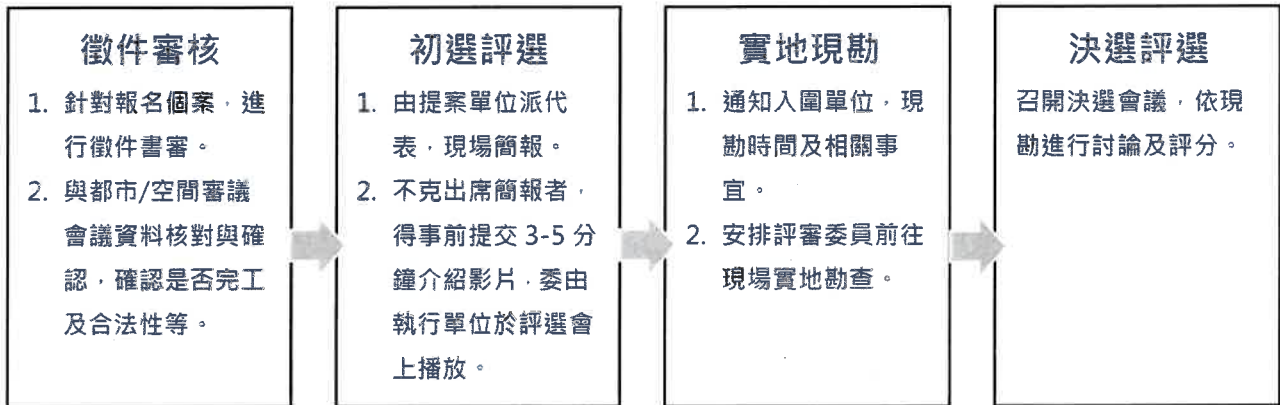 徵件審核
1. 針對報名個案，進
行徵件書審。
2. 與都市/空間審議
會議資料核對與確
認，確認是否完工
及合法性等。
初選評選
1. 由提案單位派代
表，現場簡報。
2. 不克出席簡報者，
得事前提交 3-5 分
鐘介紹影片，委由
執行單位於評選會
上播放。
實地現勘
1. 通知入圍單位，現
勘時間及相關事
宜。
2. 安排評審委員前往
現場實地勘查。
決選評選
召開決選會議，依現
勘進行討論及評分。